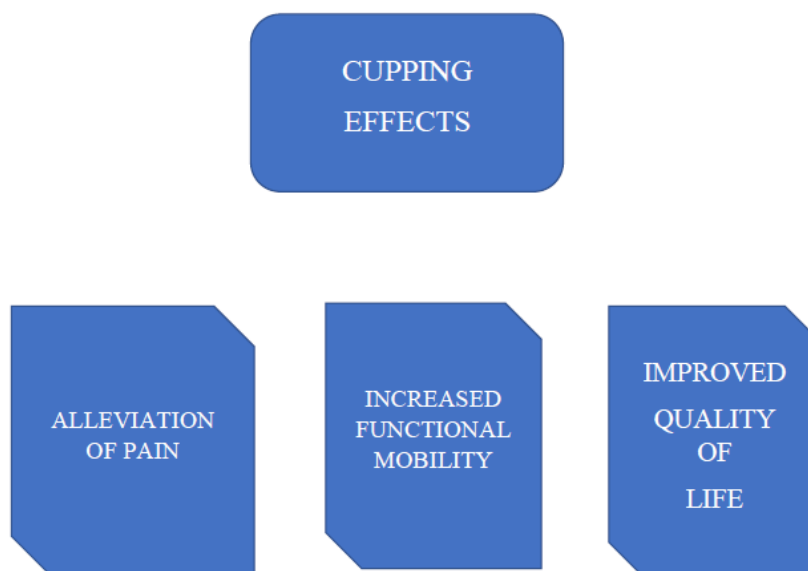 CUPPING
EFFECTS
ALLEVIATION
OF PAIN
INCREASED
FUNCTIONAL
MOBILITY
IMPROVED
QUALITY
OF
LIFE